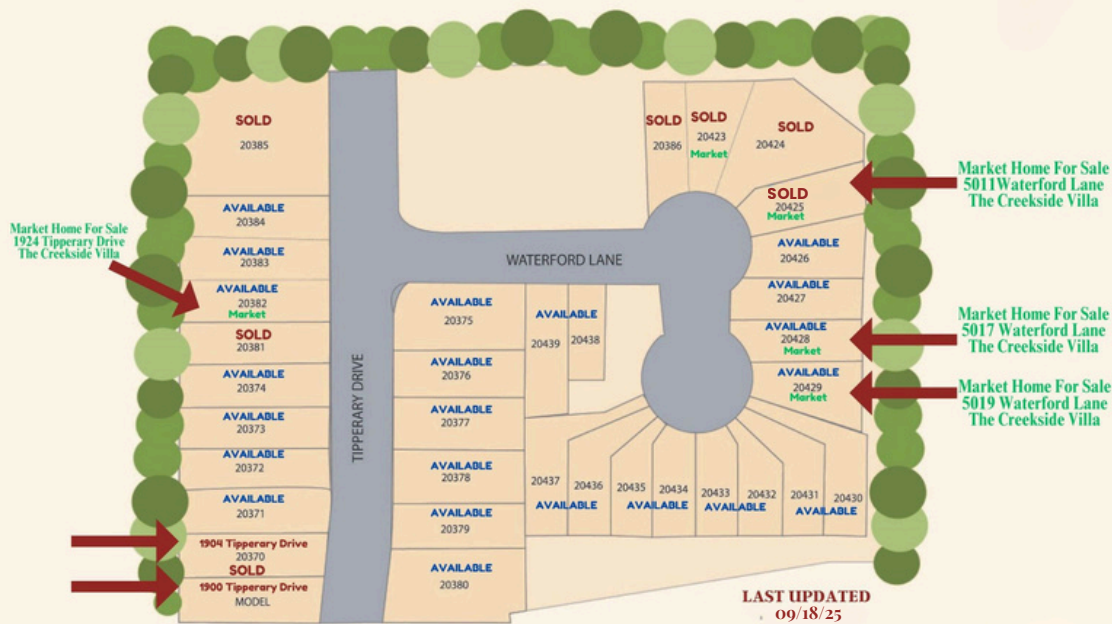 SOLD
20385
AVAILABLE
20384
AVAILABLE
20383
AVAILABLE
20382
Market
SOLD
20381
AVAILABLE
20374
AVAILABLE
20373
AVAILABLE
20372
AVAILABLE
20371
1904 Tipperary Drive
20370
SOLD
1900 Tipperary Drive
MODEL
Market Home For Sale
1924 Tipperary Drive
The Creekside Villa
TIPPERARY DRIVE
WATERFORD LANE
AVAILABLE
20375
AVAILABLE
20376
AVAILABLE
20377
AVAILABLE
20378
AVAILABLE
20379
AVAILABLE
20380
AVAILABLE
20439
20438
SOLD
20386
SOLD
20423
Market
SOLD
20424
SOLD
20425
Market
AVAILABLE
20426
AVAILABLE
20427
AVAILABLE
20428
Market
AVAILABLE
20429
Market
20437
20436
AVAILABLE
20435
20434
AVAILABLE
20433
20432
AVAILABLE
20431
20430
AVAILABLE
Market Home For Sale
5011Waterford Lane
The Creekside Villa
Market Home For Sale
5017 Waterford Lane
The Creekside Villa
Market Home For Sale
5019 Waterford Lane
The Creekside Villa
LAST UPDATED
09/18/25